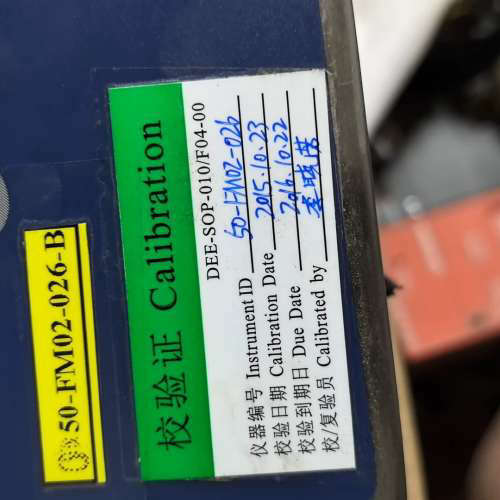 校验证 Calibration
DEE-SOP-010/F04-00
仪器编号 Instrument ID 50-FM02-026
校验日期 Calibration Date 2015.10.23
校验到期日 Due Date 2016.10.22
校/复验员 Calibrated by
50-FM02-026-B